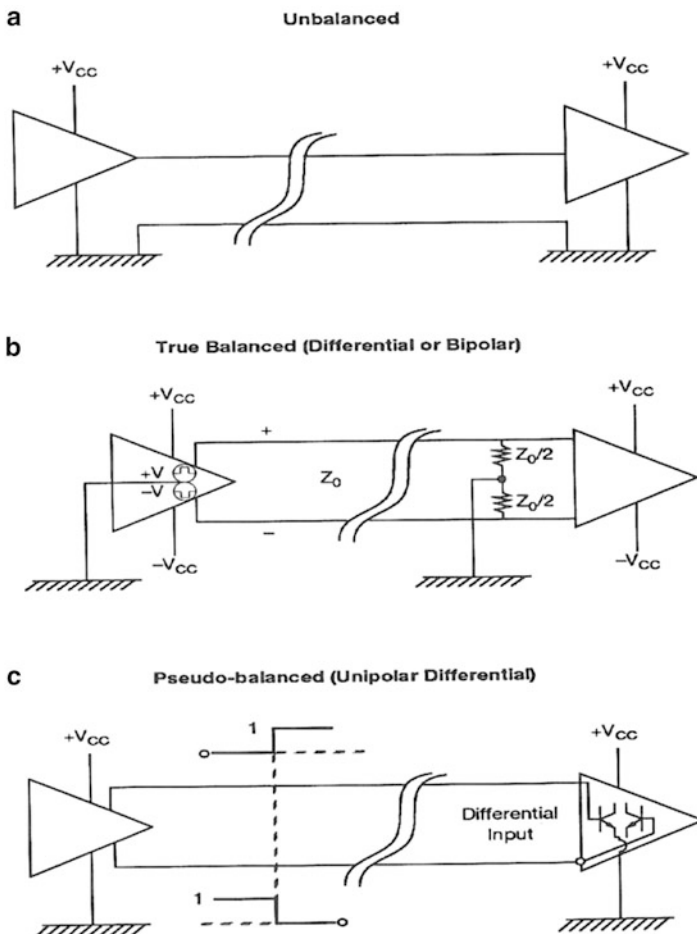 a
Unbalanced
+VCC
+VCC
b
True Balanced (Differential or Bipolar)
+VCC
+VCC
+
+V
−V
Z0
Z0/2
Z0/2
−
−VCC
−VCC
c
Pseudo-balanced (Unipolar Differential)
1
+VCC
+VCC
Differential
Input
1